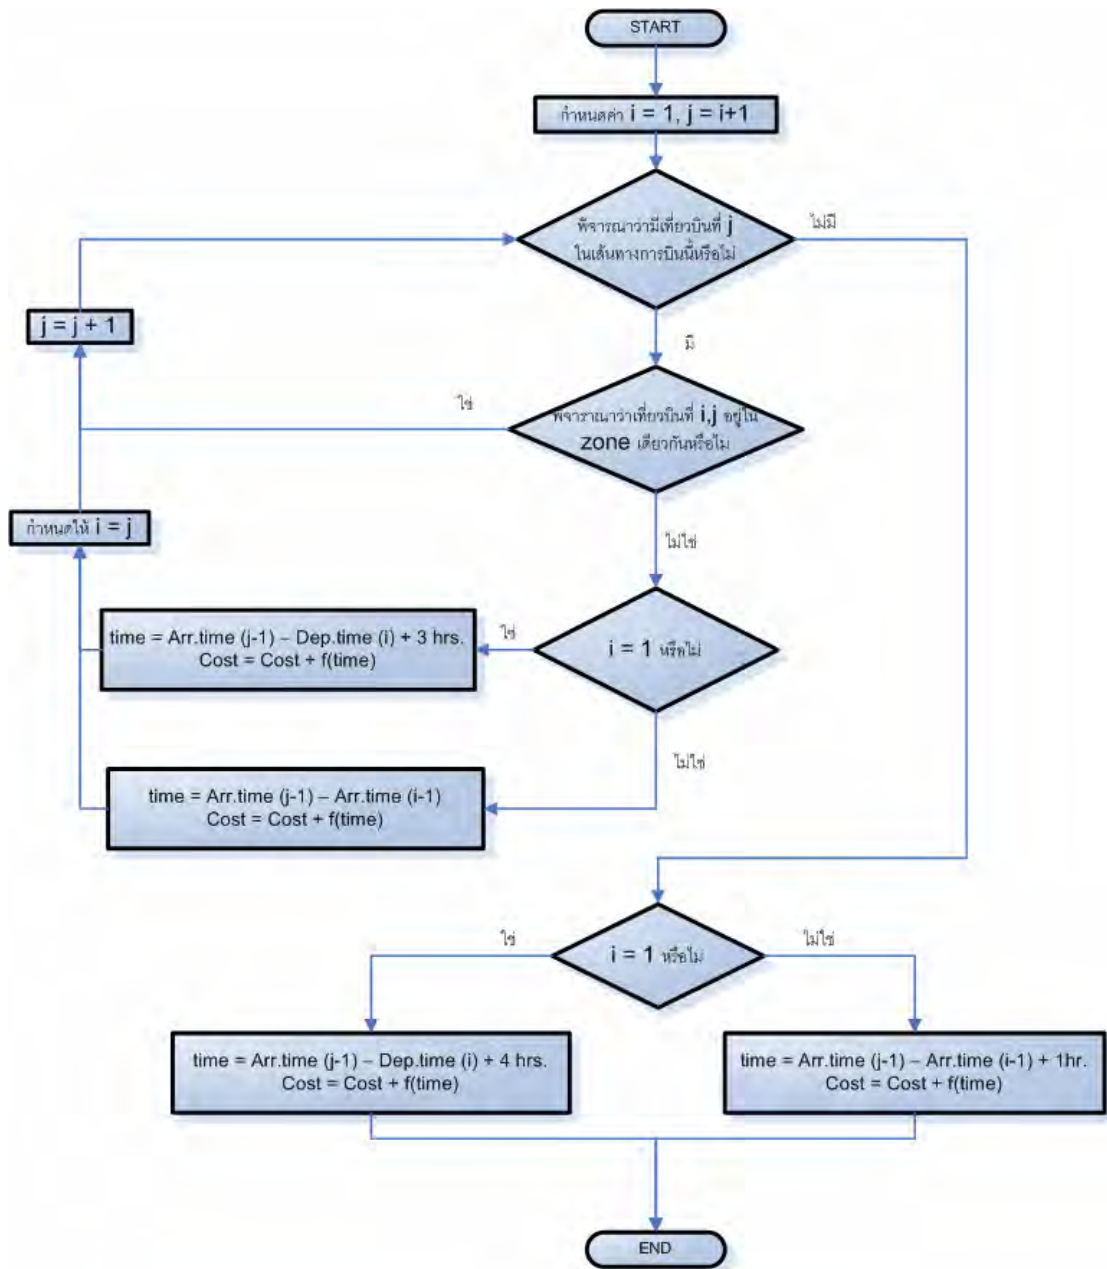 START
กำหนดค่า i = 1, j = i+1
พิจารณาว่ามีเที่ยวบินที่ j
ในเส้นทางการบินนี้หรือไม่
ไม่มี
j = j + 1
มี
ใช่
พิจาราณาว่าเที่ยวบินที่ i,j อยู่ใน
zone เดียวกันหรือไม่
กำหนดให้ i = j
ไม่ใช่
time = Arr.time (j-1) – Dep.time (i) + 3 hrs.
Cost = Cost + f(time)
ใช่
i = 1 หรือไม่
ไม่ใช่
time = Arr.time (j-1) – Arr.time (i-1)
Cost = Cost + f(time)
ใช่
i = 1 หรือไม่
ไม่ใช่
time = Arr.time (j-1) – Dep.time (i) + 4 hrs.
Cost = Cost + f(time)
time = Arr.time (j-1) – Arr.time (i-1) + 1hr.
Cost = Cost + f(time)
END